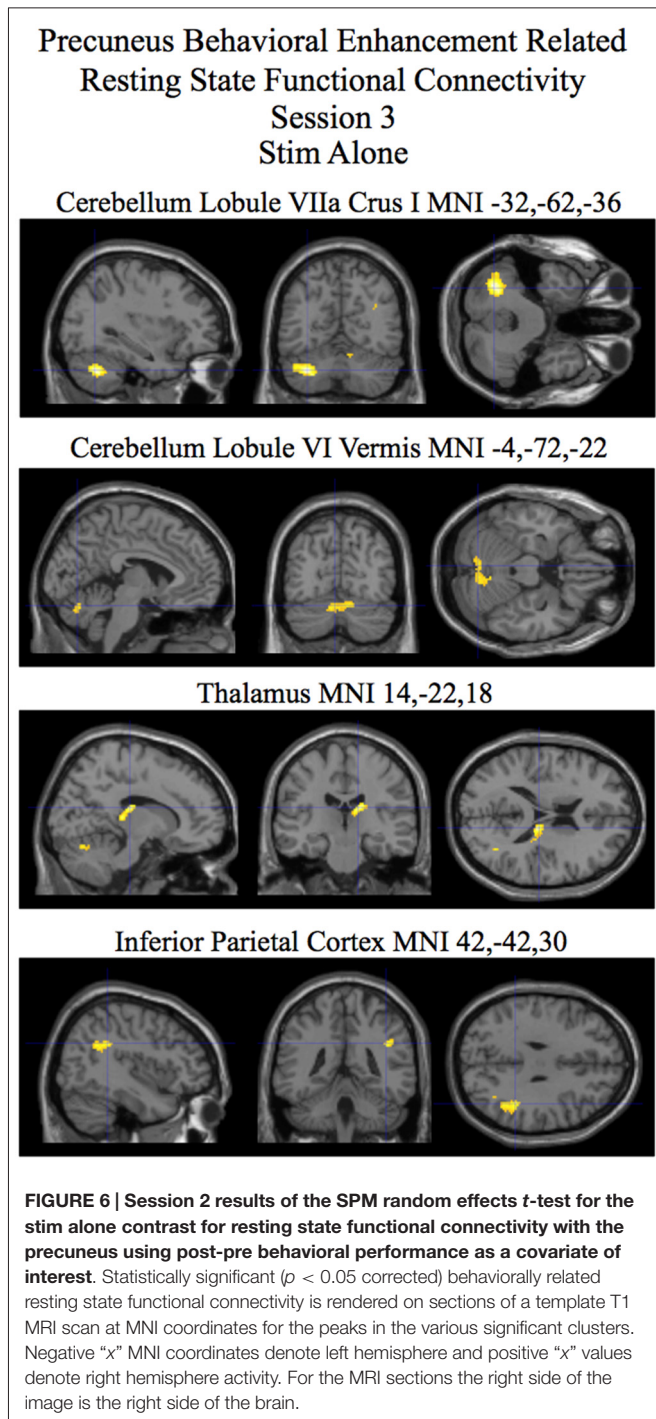 Precuneus Behavioral Enhancement Related
Resting State Functional Connectivity
Session 3
Stim Alone
Cerebellum Lobule VIIa Crus I MNI -32,-62,-36
Cerebellum Lobule VI Vermis MNI -4,-72,-22
Thalamus MNI 14,-22,18
Inferior Parietal Cortex MNI 42,-42,30
FIGURE 6 | Session 2 results of the SPM random effects t-test for the
stim alone contrast for resting state functional connectivity with the
precuneus using post-pre behavioral performance as a covariate of
interest. Statistically significant (p < 0.05 corrected) behaviorally related
resting state functional connectivity is rendered on sections of a template T1
MRI scan at MNI coordinates for the peaks in the various significant clusters.
Negative “x” MNI coordinates denote left hemisphere and positive “x” values
denote right hemisphere activity. For the MRI sections the right side of the
image is the right side of the brain.